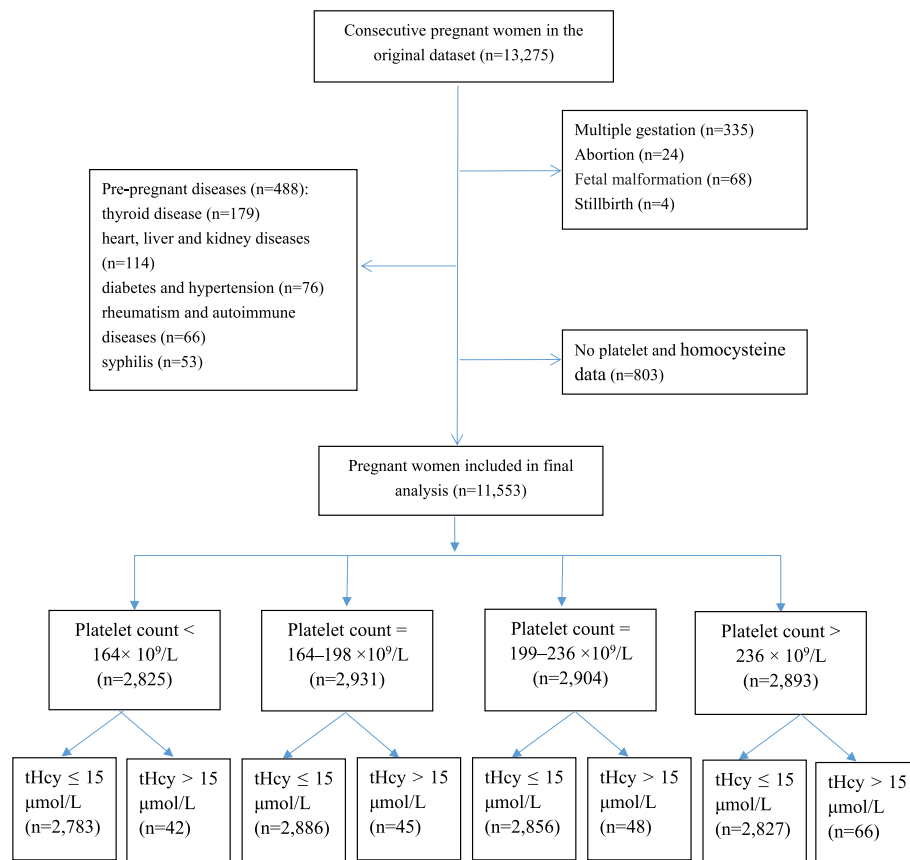 Consecutive pregnant women in the
original dataset (n=13,275)
Multiple gestation (n=335)
Abortion (n=24)
Fetal malformation (n=68)
Stillbirth (n=4)
Pre-pregnant diseases (n=488):
thyroid disease (n=179)
heart, liver and kidney diseases
(n=114)
diabetes and hypertension (n=76)
rheumatism and autoimmune
diseases (n=66)
syphilis (n=53)
No platelet and homocysteine
data (n=803)
Pregnant women included in final
analysis (n=11,553)
Platelet count <
164× 10⁹/L
(n=2,825)
Platelet count =
164–198 ×10⁹/L
(n=2,931)
Platelet count =
199–236 ×10⁹/L
(n=2,904)
Platelet count >
236 × 10⁹/L
(n=2,893)
tHcy ≤ 15
μmol/L
(n=2,783)
tHcy > 15
μmol/L
(n=42)
tHcy ≤ 15
μmol/L
(n=2,886)
tHcy > 15
μmol/L
(n=45)
tHcy ≤ 15
μmol/L
(n=2,856)
tHcy > 15
μmol/L
(n=48)
tHcy ≤ 15
μmol/L
(n=2,827)
tHcy > 15
μmol/L
(n=66)